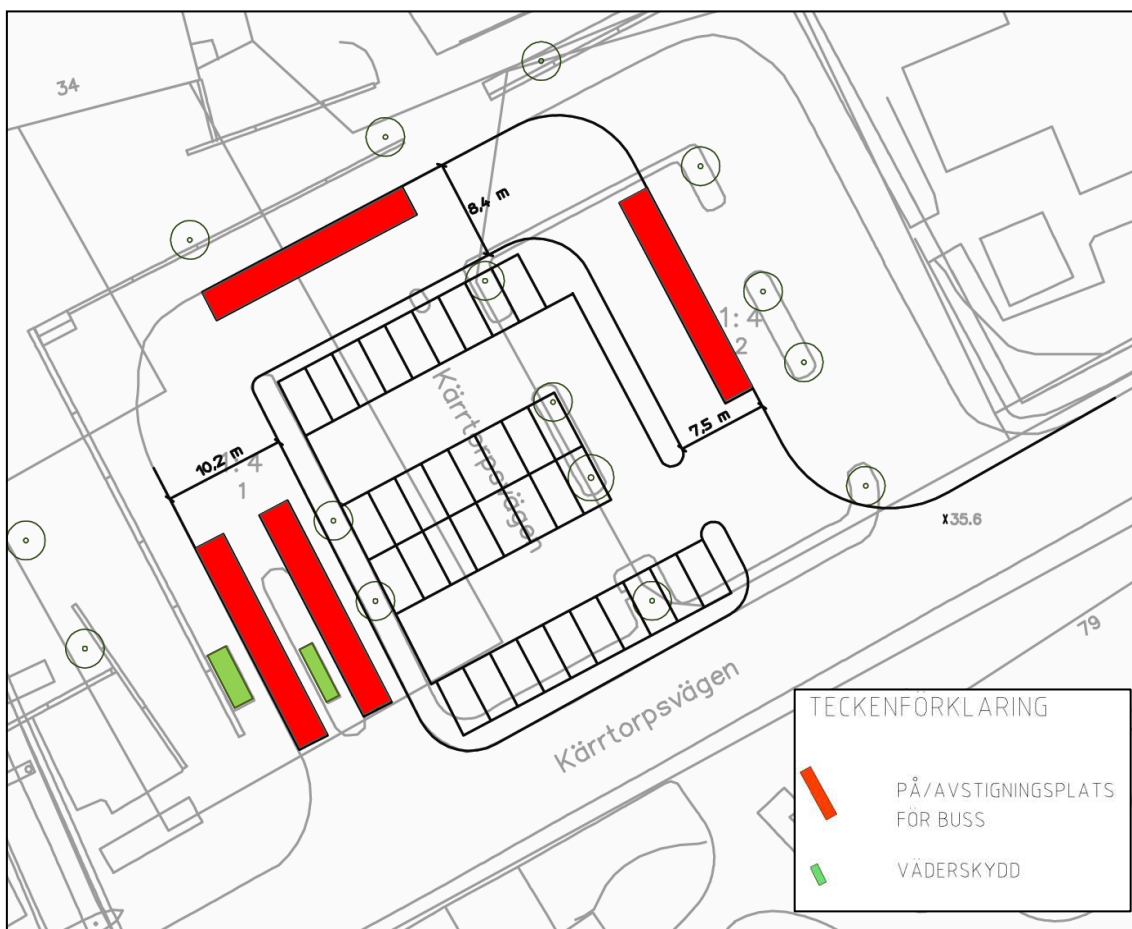 34
8,4 m
1: 4
2
Kärrtorpsvägen
7,5 m
10,2 m
: 4
1
x35.6
79
Kärrtorpsvägen
TECKENFÖRKLARING
PÅ/AVSTIGNINGSPLATS
FÖR BUSS
VÄDERSKYDD